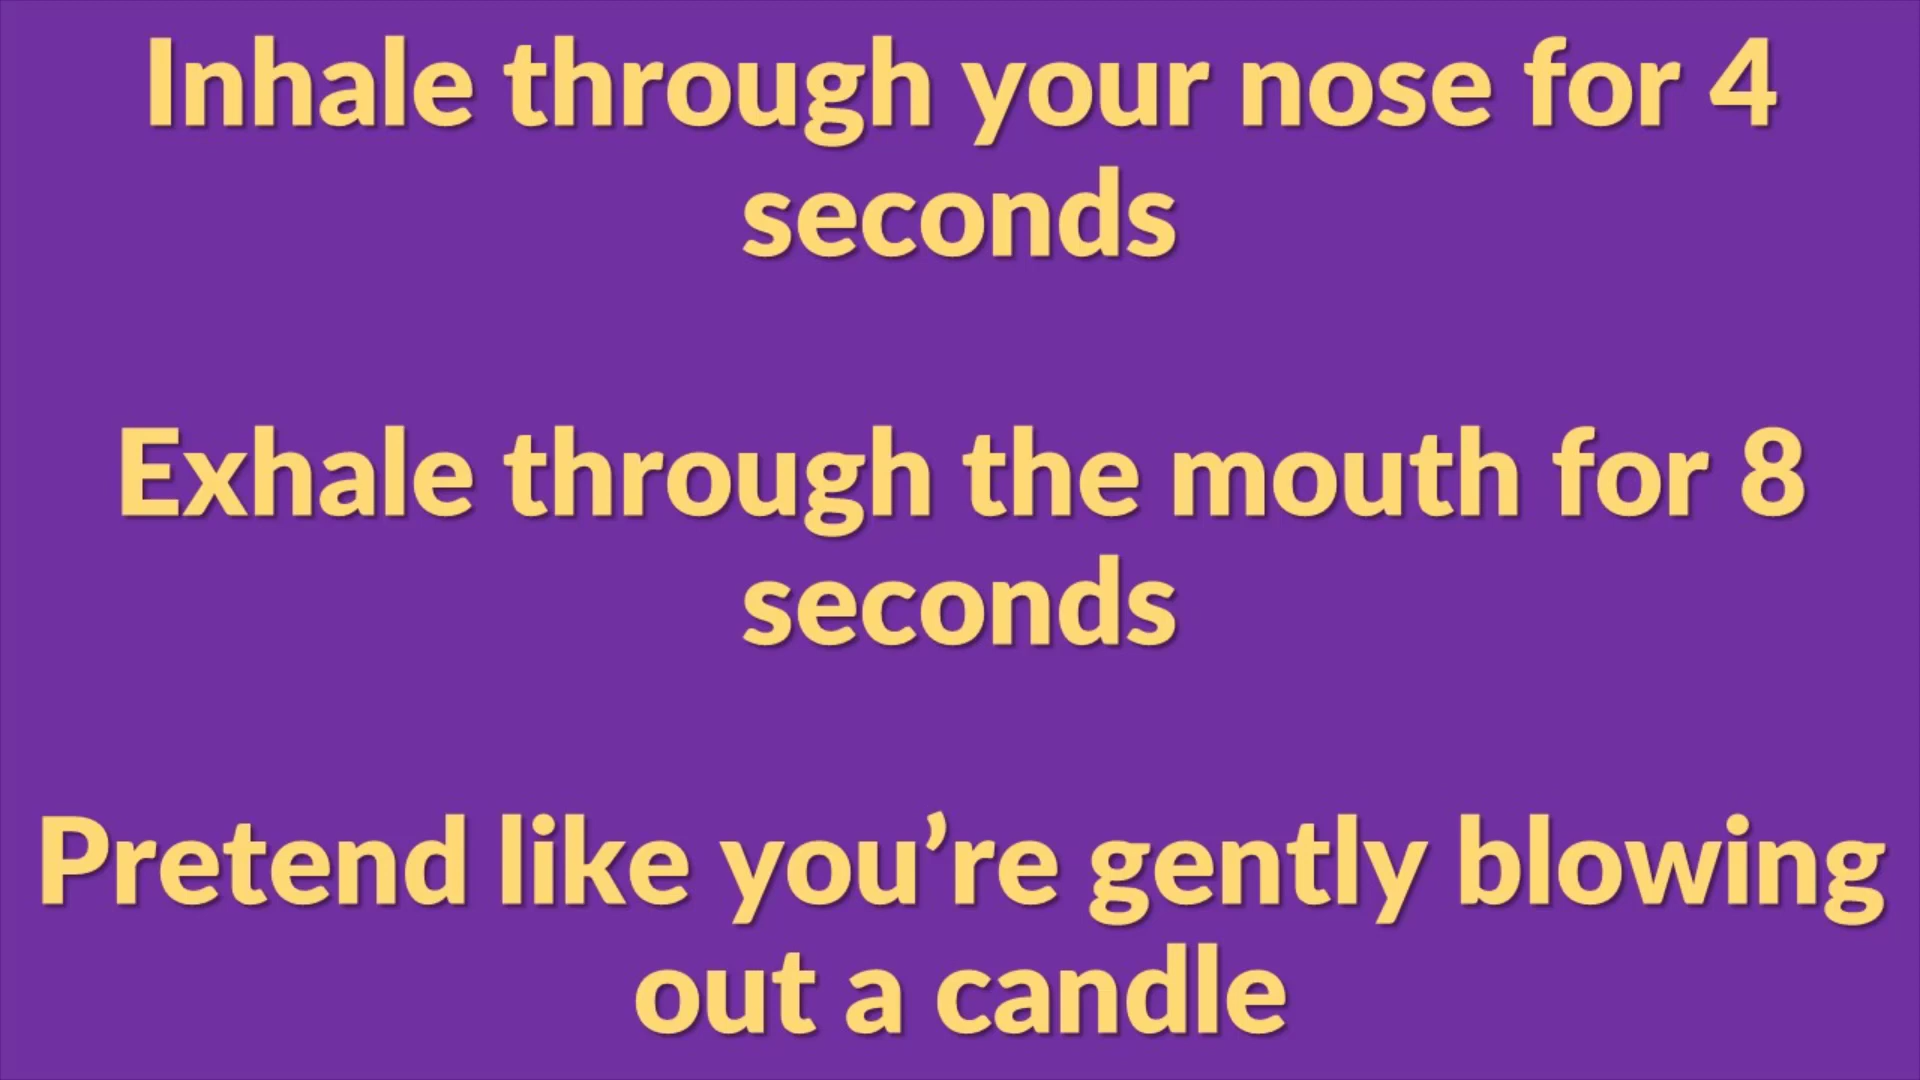 Inhale through your nose for 4
seconds
Exhale through the mouth for 8
seconds
Pretend like you’re gently blowing
out a candle